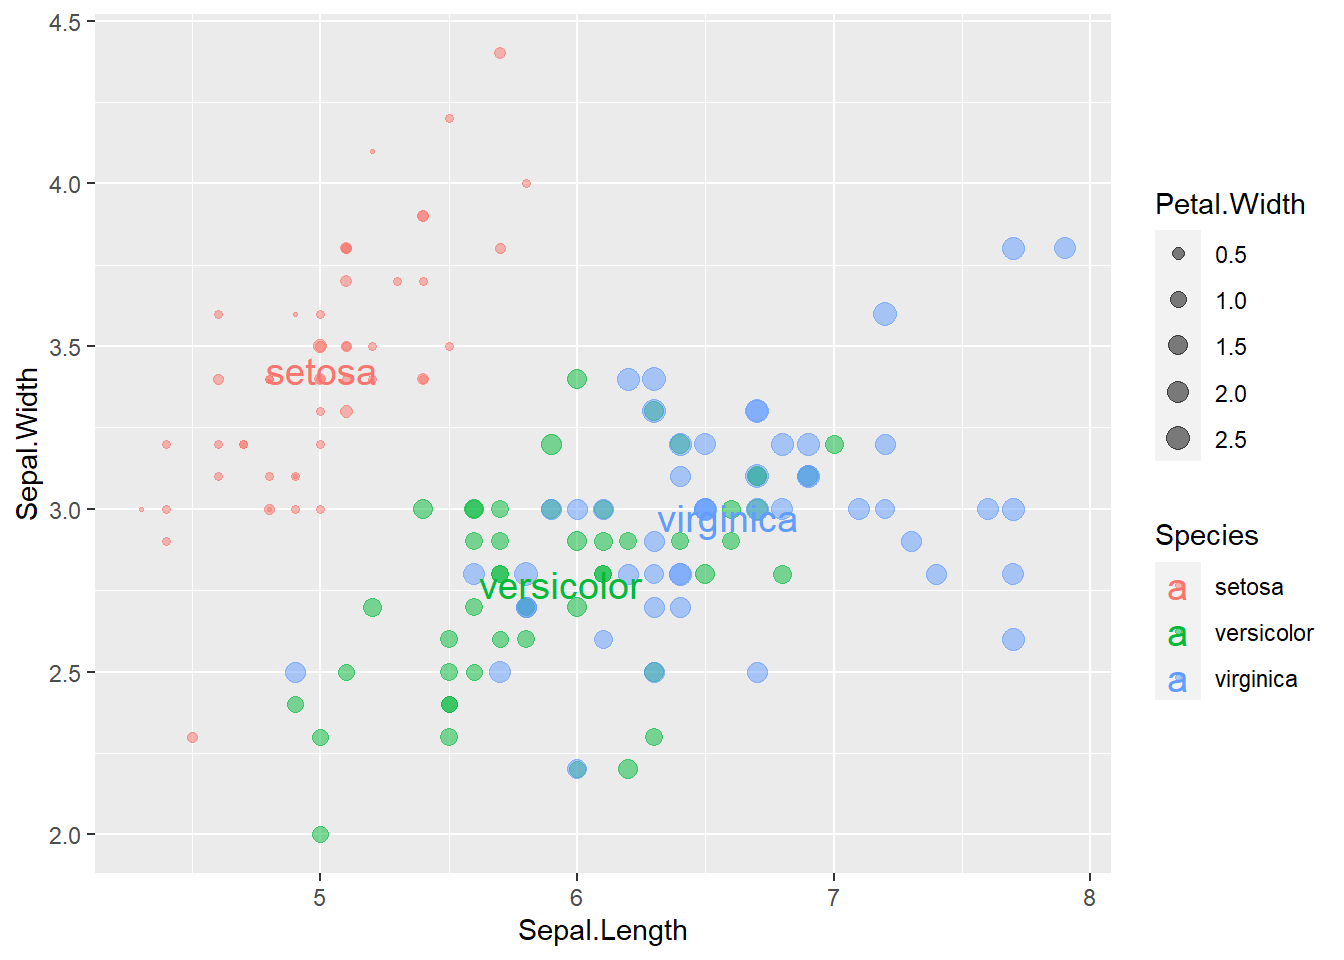 4.5
4.0
3.5
3.0
2.5
2.0
Sepal.Width
setosa
virginica
versicolor
5
6
7
8
Sepal.Length
Petal.Width
0.5
1.0
1.5
2.0
2.5
Species
a setosa
a versicolor
a virginica